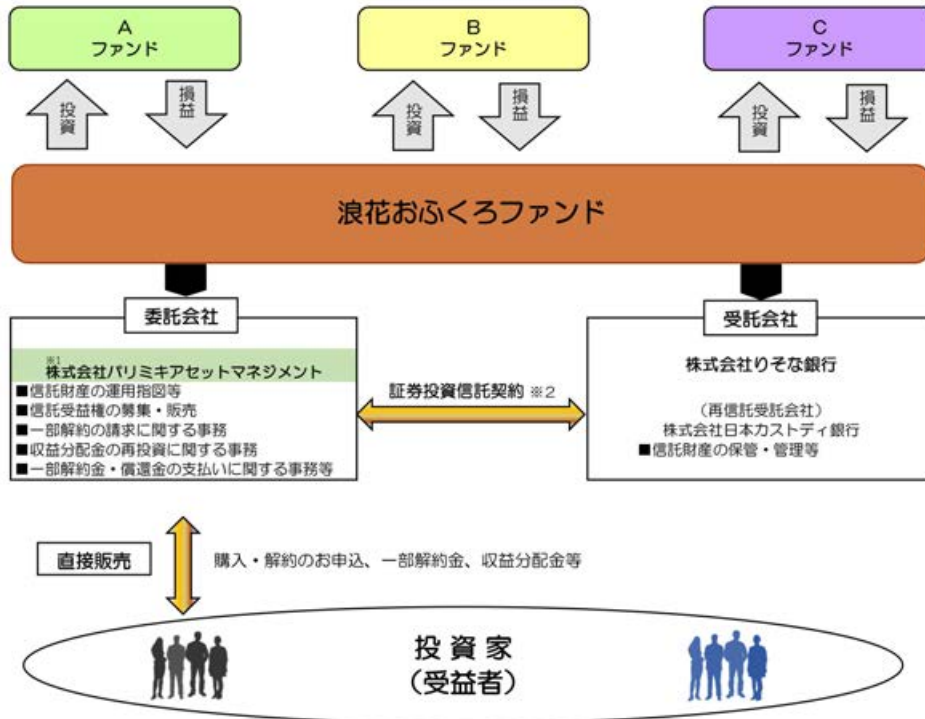 A
ファンド
B
ファンド
C
ファンド
投資
損益
投資
損益
投資
損益
浪花おふくろファンド
委託会社
※1
株式会社パリミキアセットマネジメント
■信託財産の運用指図等
■信託受益権の募集・販売
■一部解約の請求に関する事務
■収益分配金の再投資に関する事務
■一部解約金・償還金の支払いに関する事務等
証券投資信託契約 ※2
受託会社
株式会社りそな銀行
(再信託受託会社)
株式会社日本カストディ銀行
■信託財産の保管・管理等
直接販売
購入・解約のお申込、一部解約金、収益分配金等
投 資 家
(受益者)